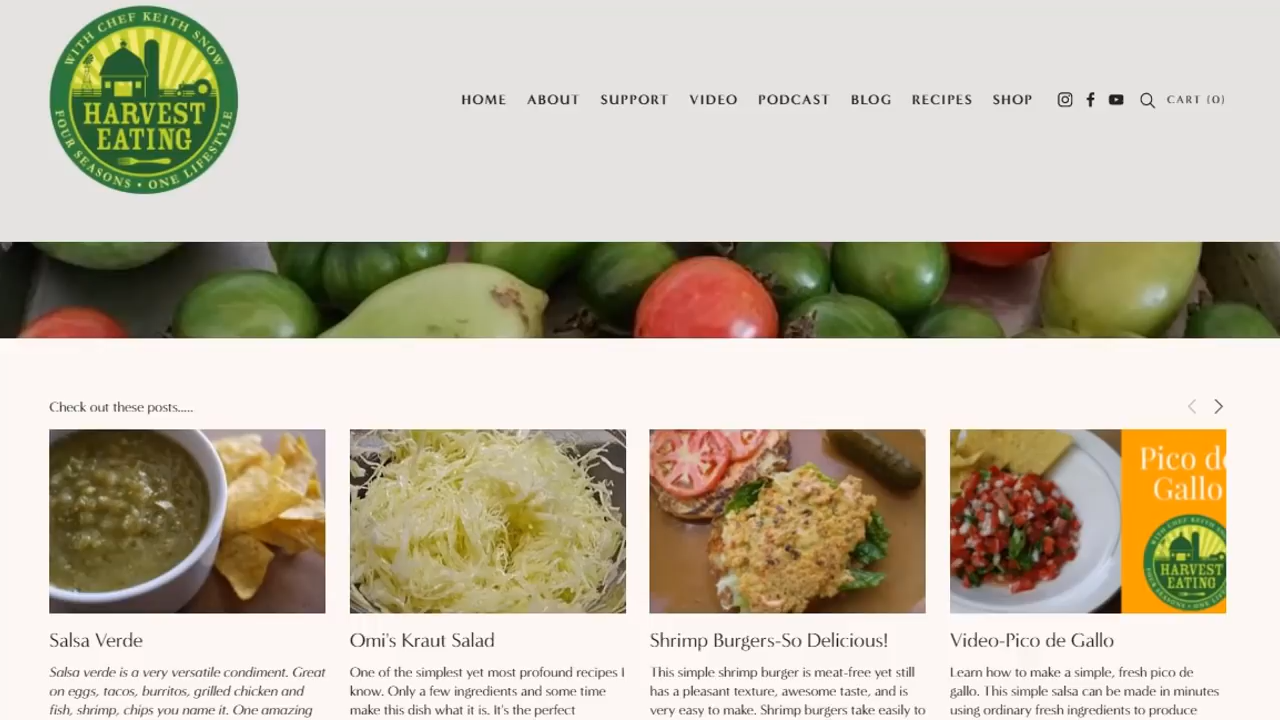 WITH CHEF KEITH SNOW
HARVEST
EATING
FOUR SEASONS • ONE LIFESTYLE
HOME ABOUT SUPPORT VIDEO PODCAST BLOG RECIPES SHOP CART (0)
Check out these posts.....
Pico de
Gallo
WITH CHEF KEITH SN
HARVEST
EATING
Salsa Verde
Omi's Kraut Salad
Shrimp Burgers-So Delicious!
Video-Pico de Gallo
Salsa verde is a very versatile condiment. Great
on eggs, tacos, burritos, grilled chicken and
fish, shrimp, chips you name it. One amazing
One of the simplest yet most profound recipes I
know. Only a few ingredients and some time
make this dish what it is. It's the perfect
This simple shrimp burger is meat-free yet still
has a pleasant texture, awesome taste, and is
very easy to make. Shrimp burgers take easily to
Learn how to make a simple, fresh pico de
gallo. This simple salsa can be made in minutes
using ordinary fresh ingredients to produce